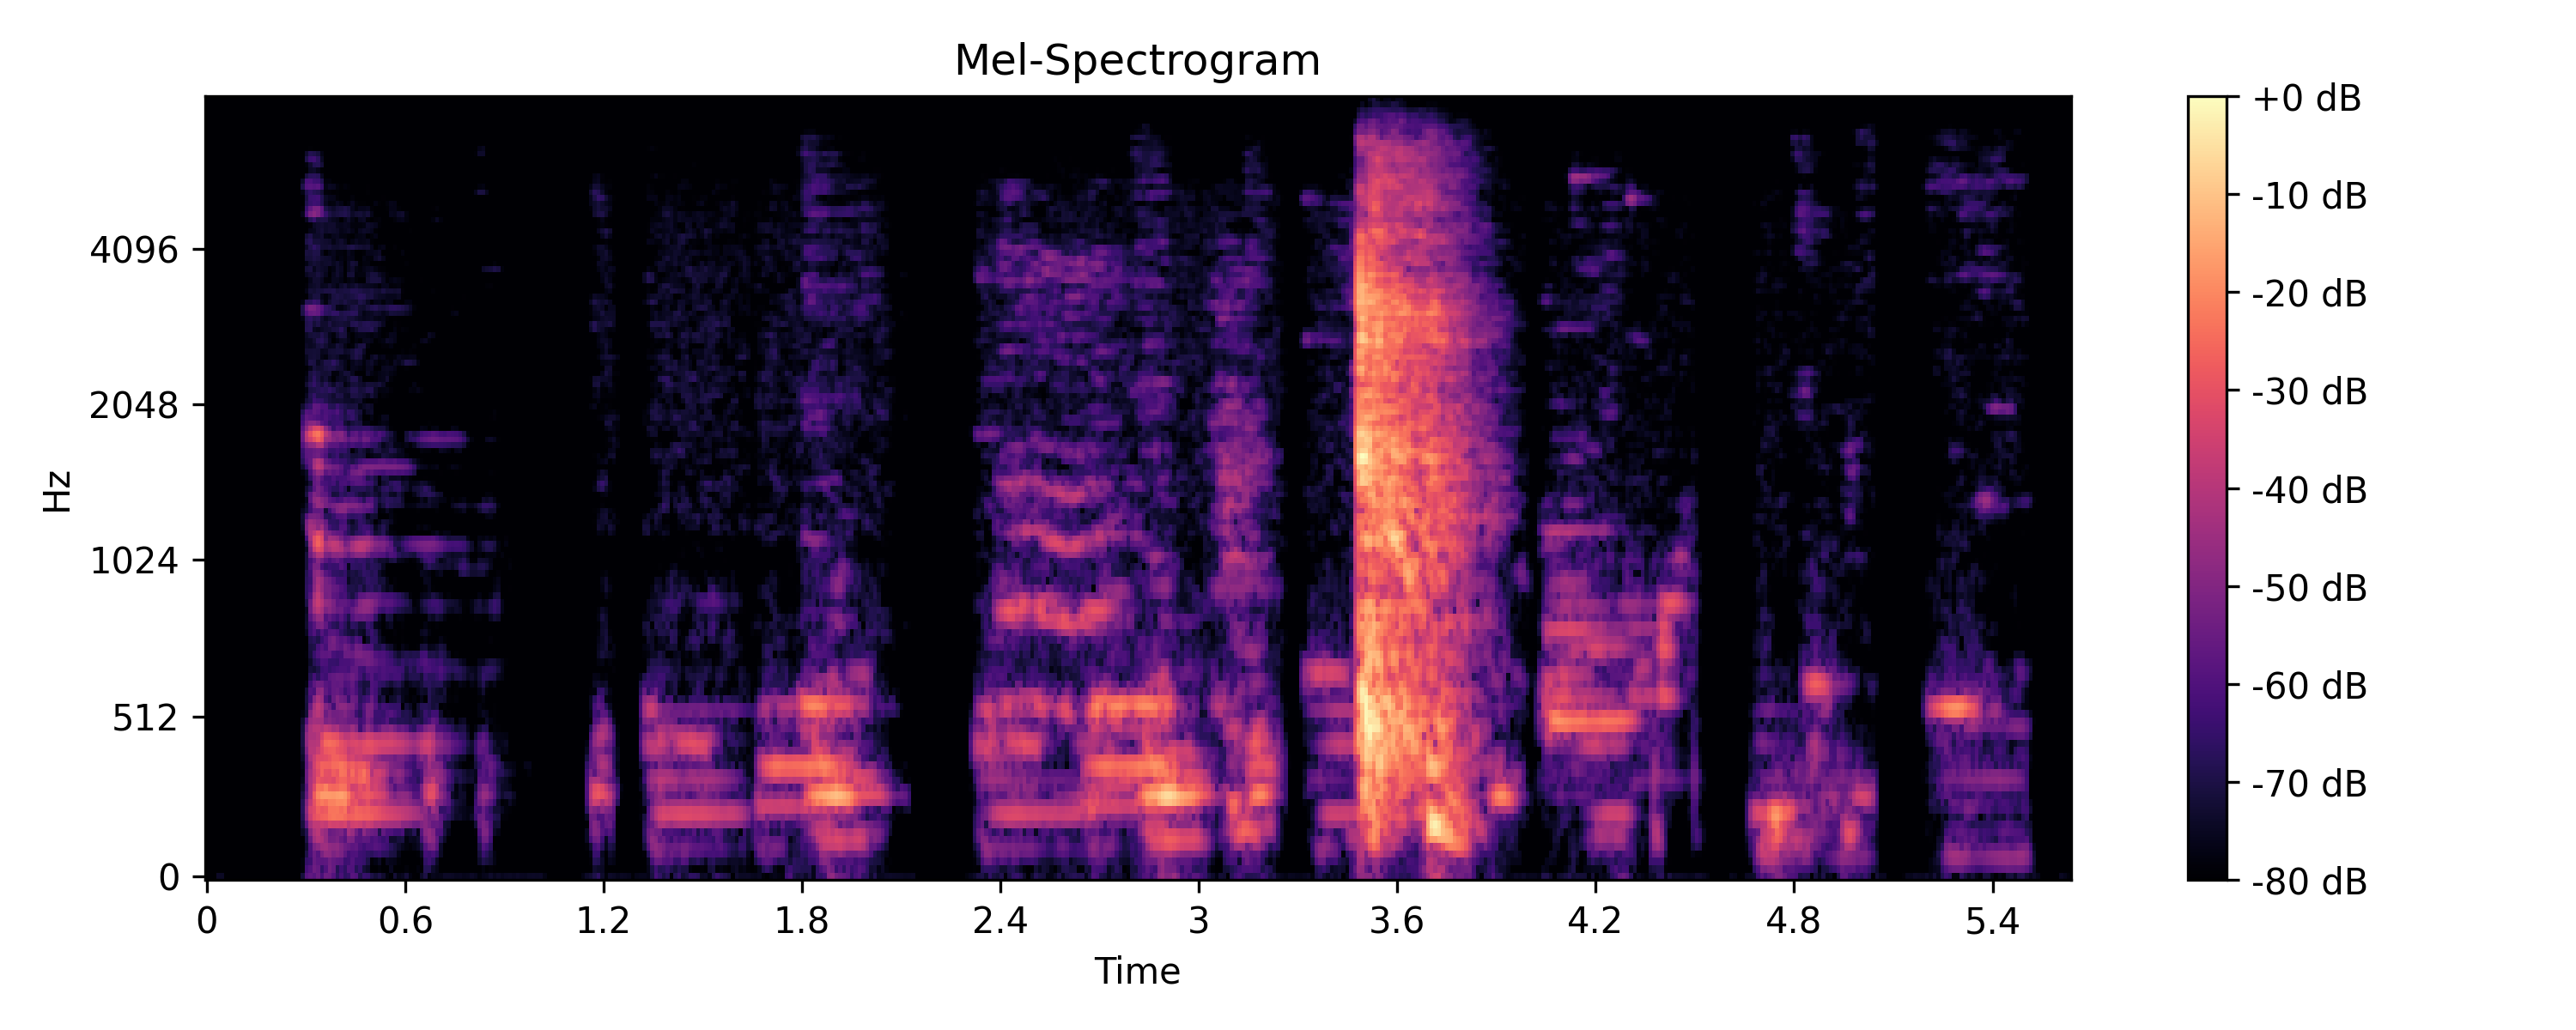 Mel-Spectrogram
+0 dB
-10 dB
-20 dB
-30 dB
-40 dB
-50 dB
-60 dB
-70 dB
-80 dB
4096
2048
1024
512
0
Hz
0 0.6 1.2 1.8 2.4 3 3.6 4.2 4.8 5.4
Time